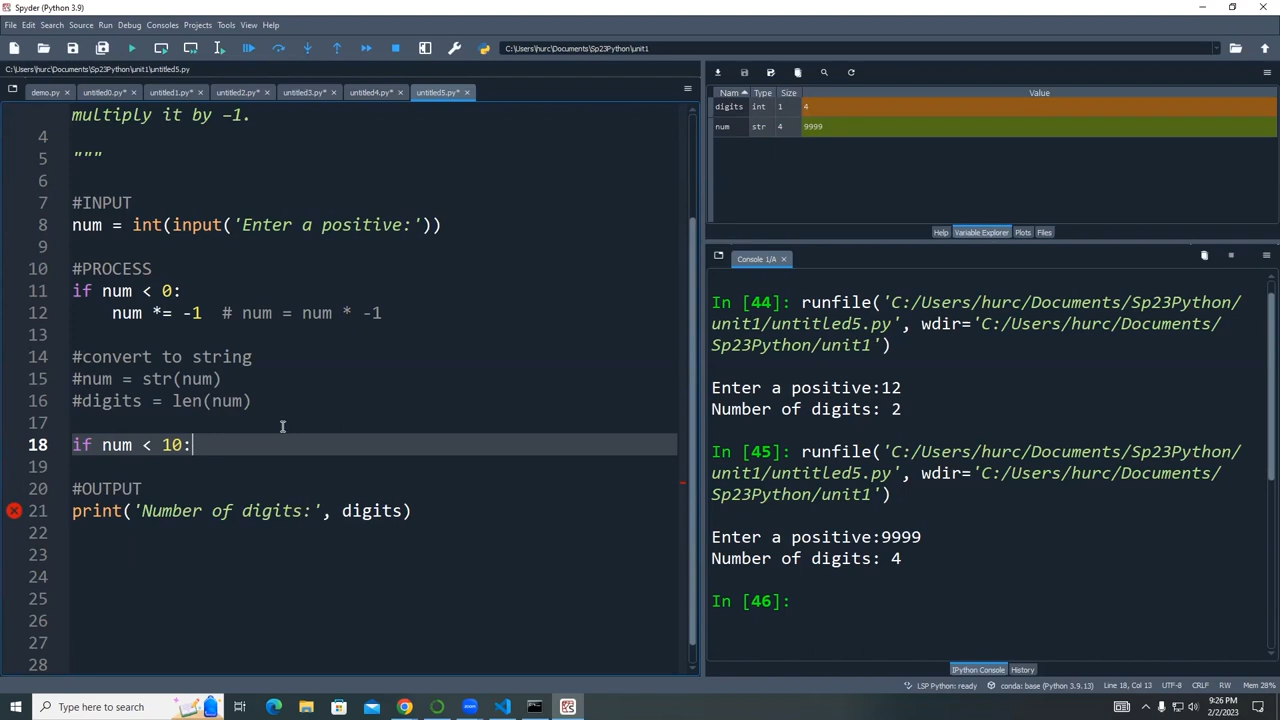 Spyder (Python 3.9)
File Edit Search Source Run Debug Consoles Projects Tools View Help
C:\Users\hurc\Documents\Sp23Python\unit1
C:\Users\hurc\Documents\Sp23Python\unit1\untitled5.py
demo.py × untitled0.py* × untitled1.py* × untitled2.py* × untitled3.py* × untitled4.py* × untitled5.py* ×
multiply it by –1.
4
5 """
6
7 #INPUT
8 num = int(input('Enter a positive:'))
9
10 #PROCESS
11 if num < 0:
12 num *= -1 # num = num * -1
13
14 #convert to string
15 #num = str(num)
16 #digits = len(num)
17
18 if num < 10:
19
20 #OUTPUT
21 print('Number of digits:', digits)
22
23
24
25
26
27
28
Nam Type Size Value
digits int 1 4
num str 4 9999
Help Variable Explorer Plots Files
Console 1/A ×
In [44]: runfile('C:/Users/hurc/Documents/Sp23Python/
unit1/untitled5.py', wdir='C:/Users/hurc/Documents/
Sp23Python/unit1')
Enter a positive:12
Number of digits: 2
In [45]: runfile('C:/Users/hurc/Documents/Sp23Python/
unit1/untitled5.py', wdir='C:/Users/hurc/Documents/
Sp23Python/unit1')
Enter a positive:9999
Number of digits: 4
In [46]:
IPython Console History
LSP Python: ready conda: base (Python 3.9.13) Line 18, Col 13 UTF-8 CRLF RW Mem 28%
Type here to search
9:26 PM
2/2/2023